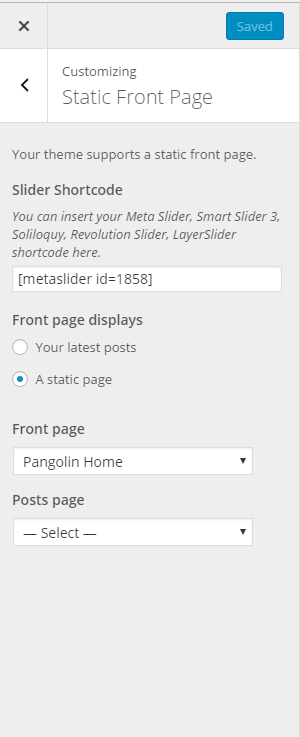 Saved
Customizing
Static Front Page
Your theme supports a static front page.
Slider Shortcode
You can insert your Meta Slider, Smart Slider 3,
Soliloquy, Revolution Slider, LayerSlider
shortcode here.
[metaslider id=1858]
Front page displays
Your latest posts
A static page
Front page
Pangolin Home
Posts page
— Select —